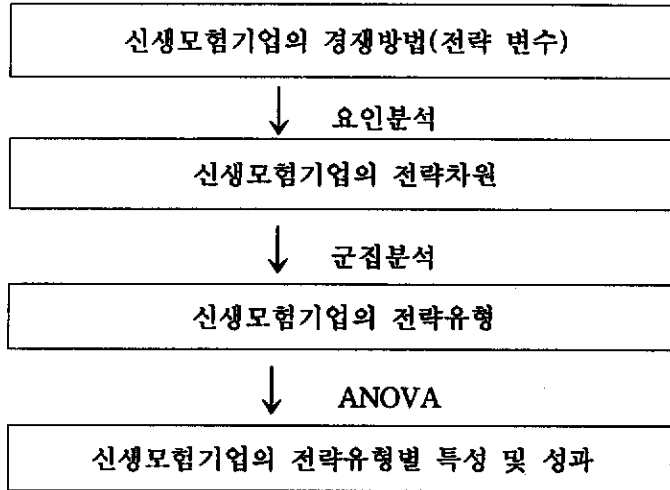 신생모험기업의 경쟁방법(전략 변수)
요인분석
신생모험기업의 전략차원
군집분석
신생모험기업의 전략유형
ANOVA
신생모험기업의 전략유형별 특성 및 성과